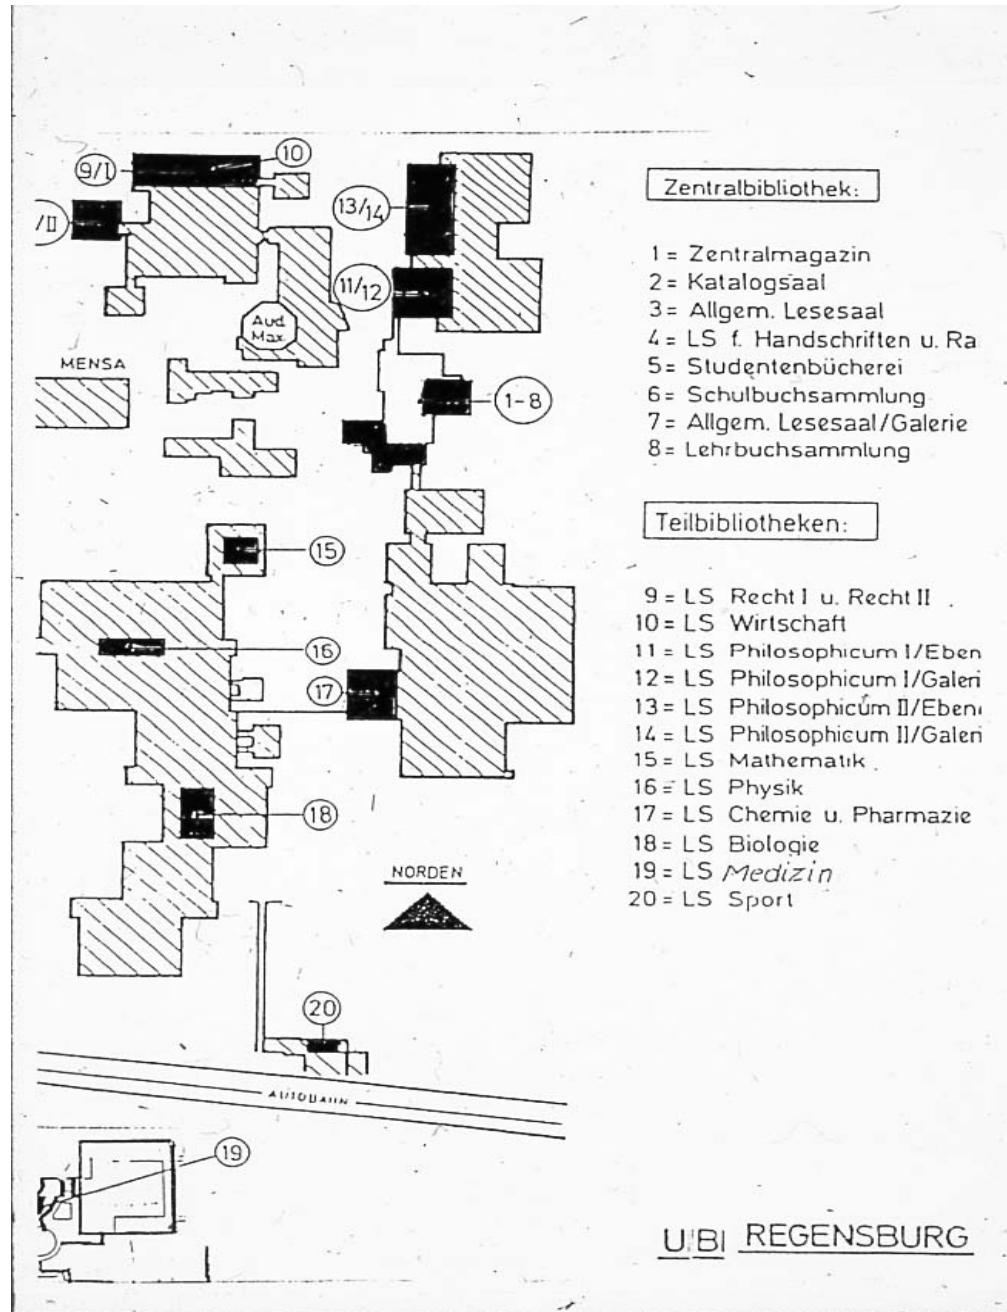 10
9/I
/II
13/14
11/12
Aud.
Max.
MENSA
1-8
15
16
17
18
NORDEN
20
AUTOBAHN
19
Zentralbibliothek:
1 = Zentralmagazin
2 = Katalogsaal
3 = Allgem. Lesesaal
4 = LS f. Handschriften u. Ra
5 = Studentenbücherei
6 = Schulbuchsammlung
7 = Allgem. Lesesaal/Galerie
8 = Lehrbuchsammlung
Teilbibliotheken:
9 = LS Recht I u. Recht II
10 = LS Wirtschaft
11 = LS Philosophicum I/Eben
12 = LS Philosophicum I/Galeri
13 = LS Philosophicum II/Eben
14 = LS Philosophicum II/Galeri
15 = LS Mathematik
16 = LS Physik
17 = LS Chemie u. Pharmazie
18 = LS Biologie
19 = LS Medizin
20 = LS Sport
UBI REGENSBURG